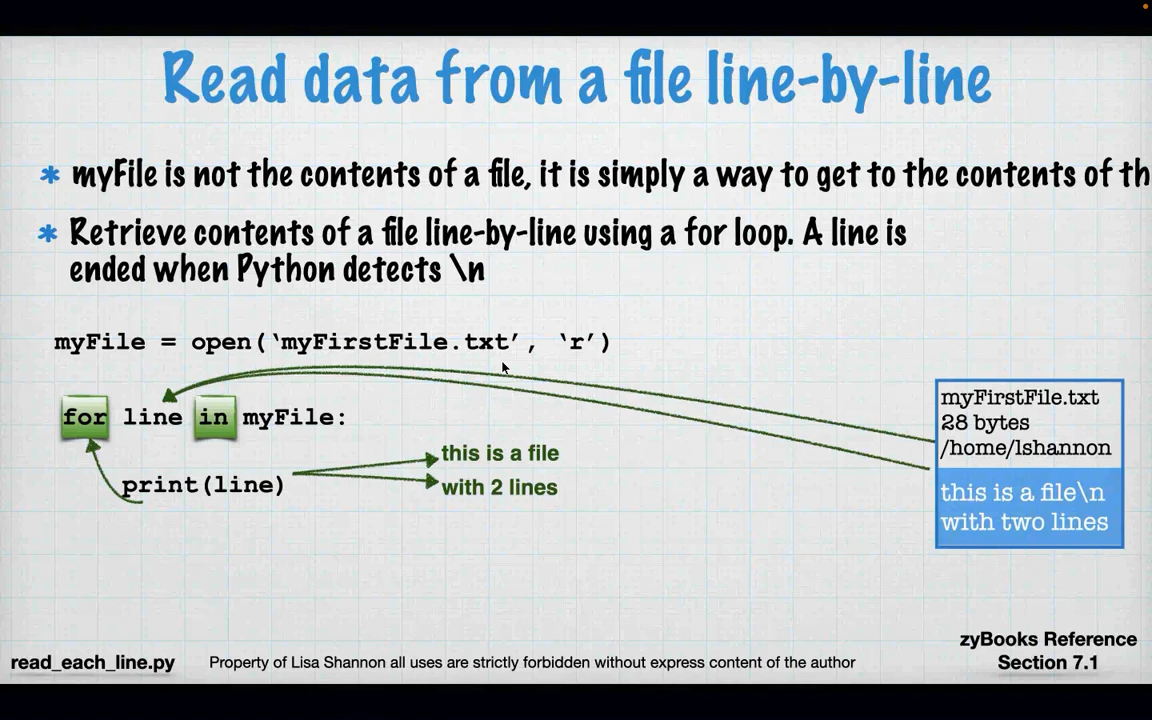 Read data from a file line-by-line
* myFile is not the contents of a file, it is simply a way to get to the contents of th
* Retrieve contents of a file line-by-line using a for loop. A line is
ended when Python detects \n
myFile = open(‘myFirstFile.txt’, ‘r’)
for line in myFile:
print(line)
this is a file
with 2 lines
myFirstFile.txt
28 bytes
/home/lshannon
this is a file\n
with two lines
read_each_line.py
Property of Lisa Shannon all uses are strictly forbidden without express content of the author
zyBooks Reference
Section 7.1